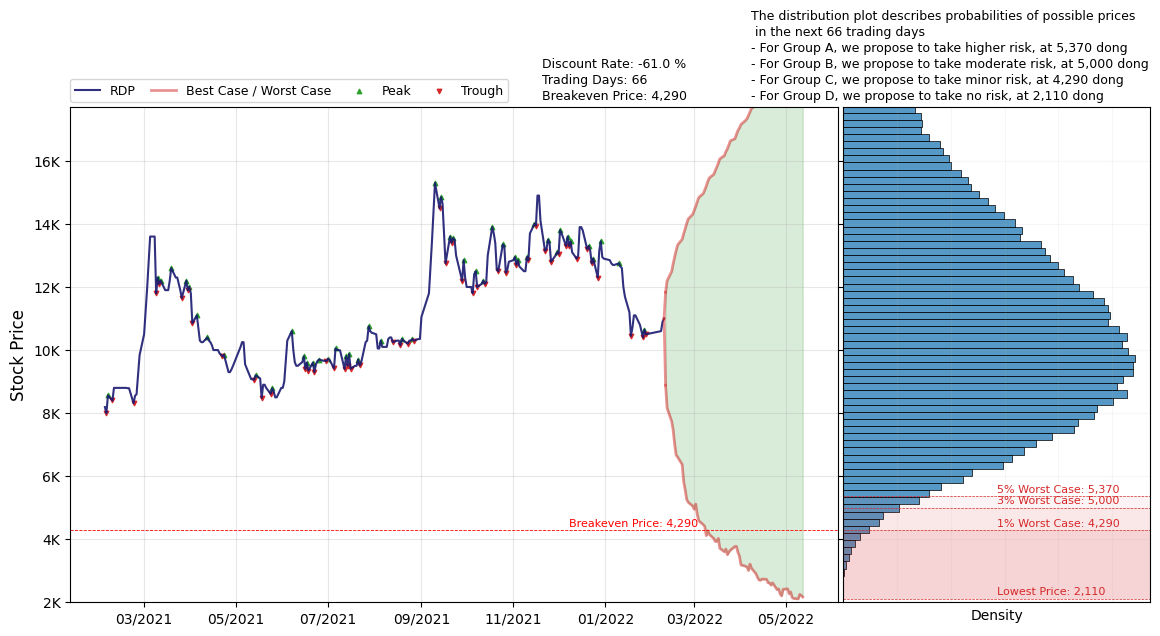 The distribution plot describes probabilities of possible prices
in the next 66 trading days
- For Group A, we propose to take higher risk, at 5,370 dong
- For Group B, we propose to take moderate risk, at 5,000 dong
- For Group C, we propose to take minor risk, at 4,290 dong
- For Group D, we propose to take no risk, at 2,110 dong
Discount Rate: -61.0 %
Trading Days: 66
Breakeven Price: 4,290
RDP
Best Case / Worst Case
Peak
Trough
Stock Price
16K
14K
12K
10K
8K
6K
4K
2K
Breakeven Price: 4,290
03/2021
05/2021
07/2021
09/2021
11/2021
01/2022
03/2022
05/2022
5% Worst Case: 5,370
3% Worst Case: 5,000
1% Worst Case: 4,290
Lowest Price: 2,110
Density